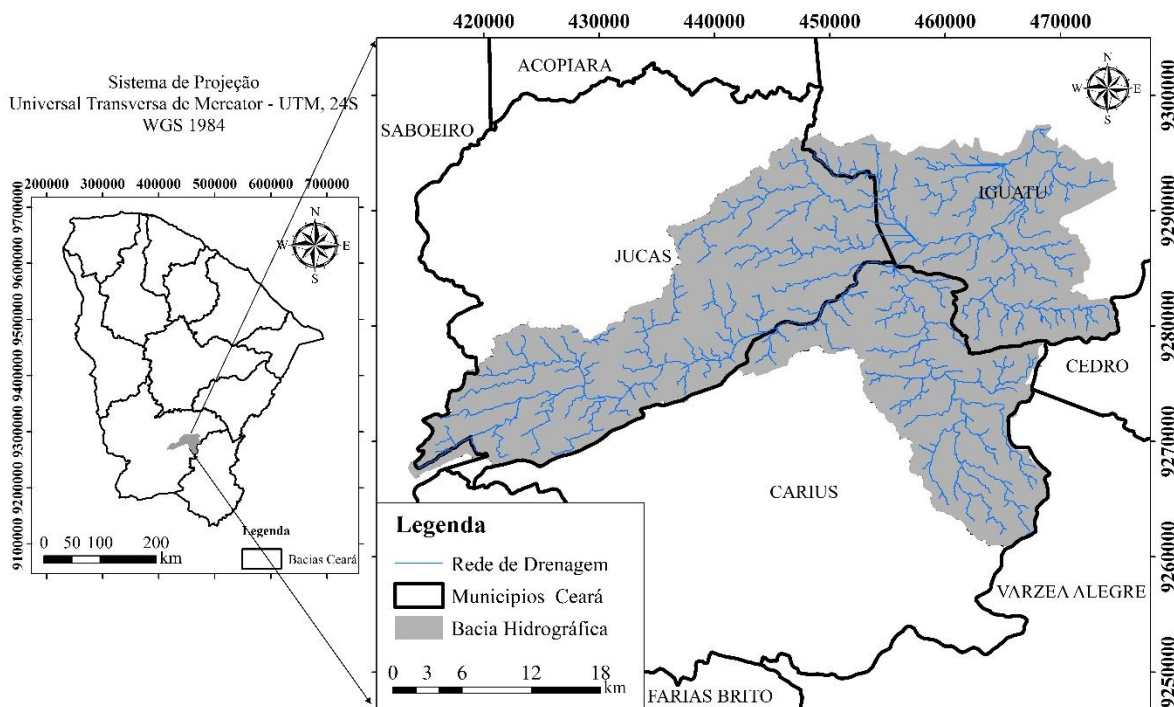 Sistema de Projeção
Universal Transversa de Mercator - UTM, 24S
WGS 1984
200000 300000 400000 500000 600000 700000
9700000
9600000
9500000
9400000
9300000
9200000
9100000
N
W E
S
0 50 100 200
km
Legenda
Bacias Ceará
420000 430000 440000 450000 460000 470000
9300000
9290000
9280000
9270000
9260000
9250000
N
W E
S
ACOPIARA
SABOEIRO
IGUATU
JUCAS
CEDRO
CARIUS
VARZEA ALEGRE
FARIAS BRITO
Legenda
Rede de Drenagem
Municipios Ceará
Bacia Hidrográfica
0 3 6 12 18
km